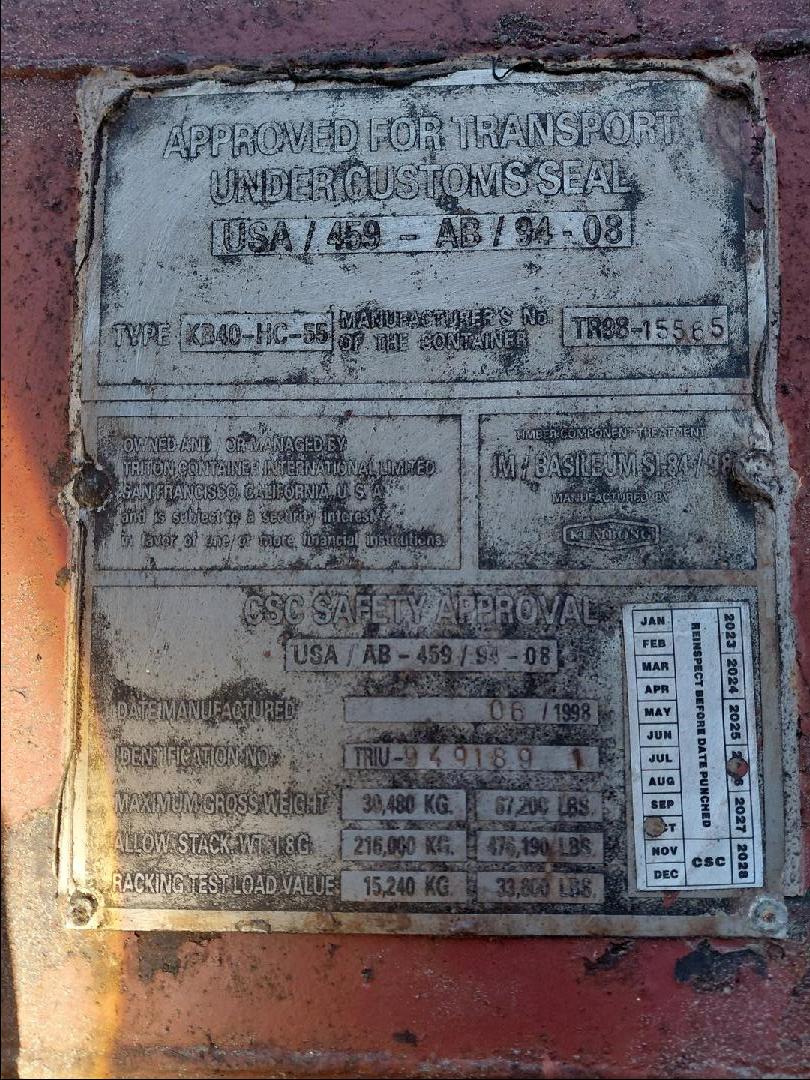 APPROVED FOR TRANSPORT
UNDER CUSTOMS SEAL
USA / 459 - AB / 94 - 08
TYPE KB40-HC-55 MANUFACTURER'S No. OF THE CONTAINER TR98-15565
OWNED AND / OR MANAGED BY
TRITON CONTAINER INTERNATIONAL LIMITED
SAN FRANCISCO, CALIFORNIA, U. S. A.
and is subject to a security interest
in favor of one or more financial institutions.
TIMBER COMPONENT TREATMENT
IM / BASILEUM SI-84 / 98
MANUFACTURED BY
CSC SAFETY APPROVAL
USA / AB - 459 / 94 - 08
DATE MANUFACTURED 06 / 1998
IDENTIFICATION NO. TRIU-949189 1
MAXIMUM GROSS WEIGHT 30,480 KG. 67,200 LBS.
ALLOW. STACK. WT. 1.8G 216,000 KG. 476,190 LBS.
RACKING TEST LOAD VALUE 15,240 KG. 33,600 LBS.
JAN
FEB
MAR
APR
MAY
JUN
JUL
AUG
SEP
NOV
DEC
REINSPECT BEFORE DATE PUNCHED
CSC
2023 2024 2025 2027 2028